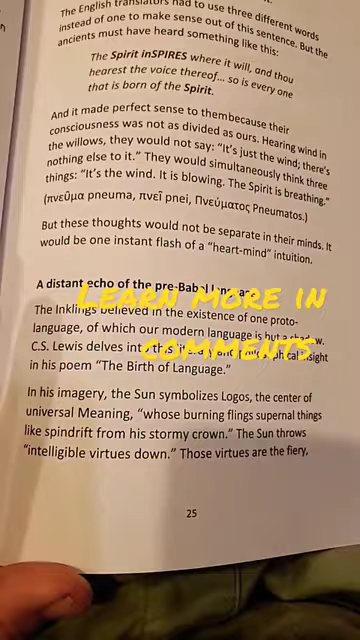 The English translators had to use three different words
instead of one to make sense out of this sentence. But the
ancients must have heard something like this:
The Spirit inSPIRES where it will, and thou
hearest the voice thereof... so is every one
that is born of the Spirit.
And it made perfect sense to them because their
consciousness was not as divided as ours. Hearing wind in
the willows, they would not say: “It’s just the wind; there’s
nothing else to it.” They would simultaneously think three
things: “It’s the wind. It is blowing. The Spirit is breathing.”
(πνεῦμα pneuma, πνεῖ pnei, Πνεύματος Pneumatos.)
But these thoughts would not be separate in their minds. It
would be one instant flash of a “heart-mind” intuition.
A distant echo of the pre-Babel
Learn more in
comments
The Inklings believed in the existence of one proto-
language, of which our modern language is but a
C.S. Lewis delves into
in his poem “The Birth of Language.”
In his imagery, the Sun symbolizes Logos, the center of
universal Meaning, “whose burning flings supernal things
like spindrift from his stormy crown.” The Sun throws
“intelligible virtues down.” Those virtues are the fiery,
25